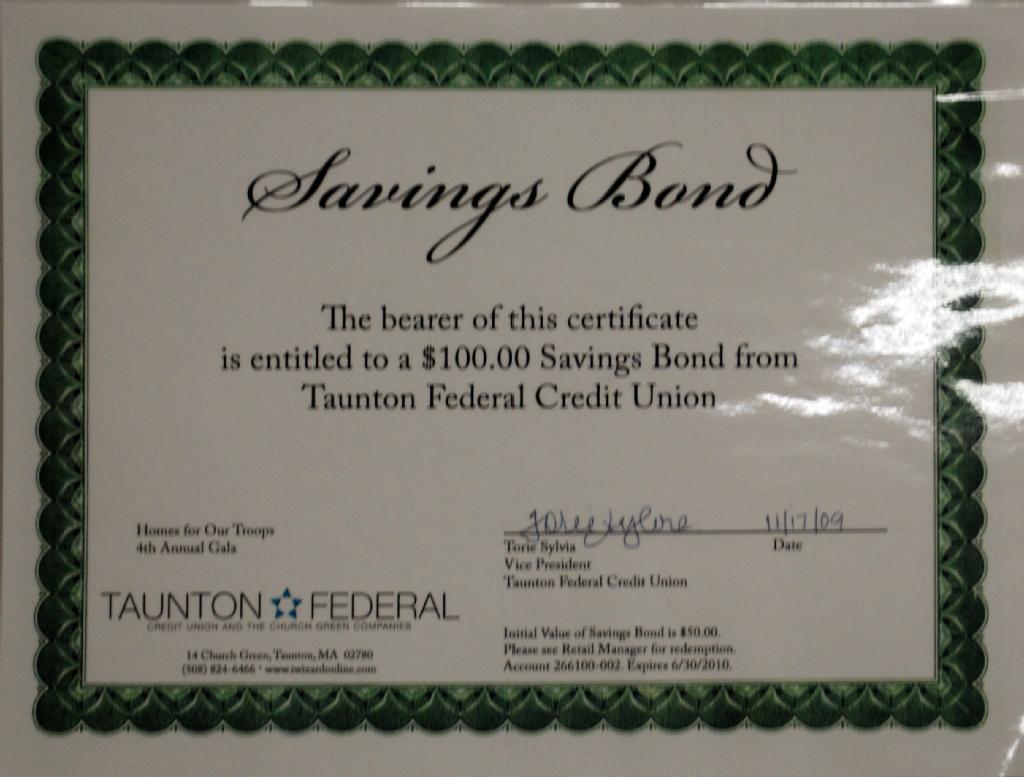 Savings Bond
The bearer of this certificate
is entitled to a $100.00 Savings Bond from
Taunton Federal Credit Union
Homes for Our Troops
4th Annual Gala
TAUNTON FEDERAL
CREDIT UNION AND THE CHURCH GREEN COMPANIES
14 Church Green, Taunton, MA 02780
(508) 824-6466 • www.iwizardonline.com
Torie Sylvia 11/17/09
Torie Sylvia Date
Vice President
Taunton Federal Credit Union
Initial Value of Savings Bond is $50.00.
Please see Retail Manager for redemption.
Account 266100-002. Expires 6/30/2010.